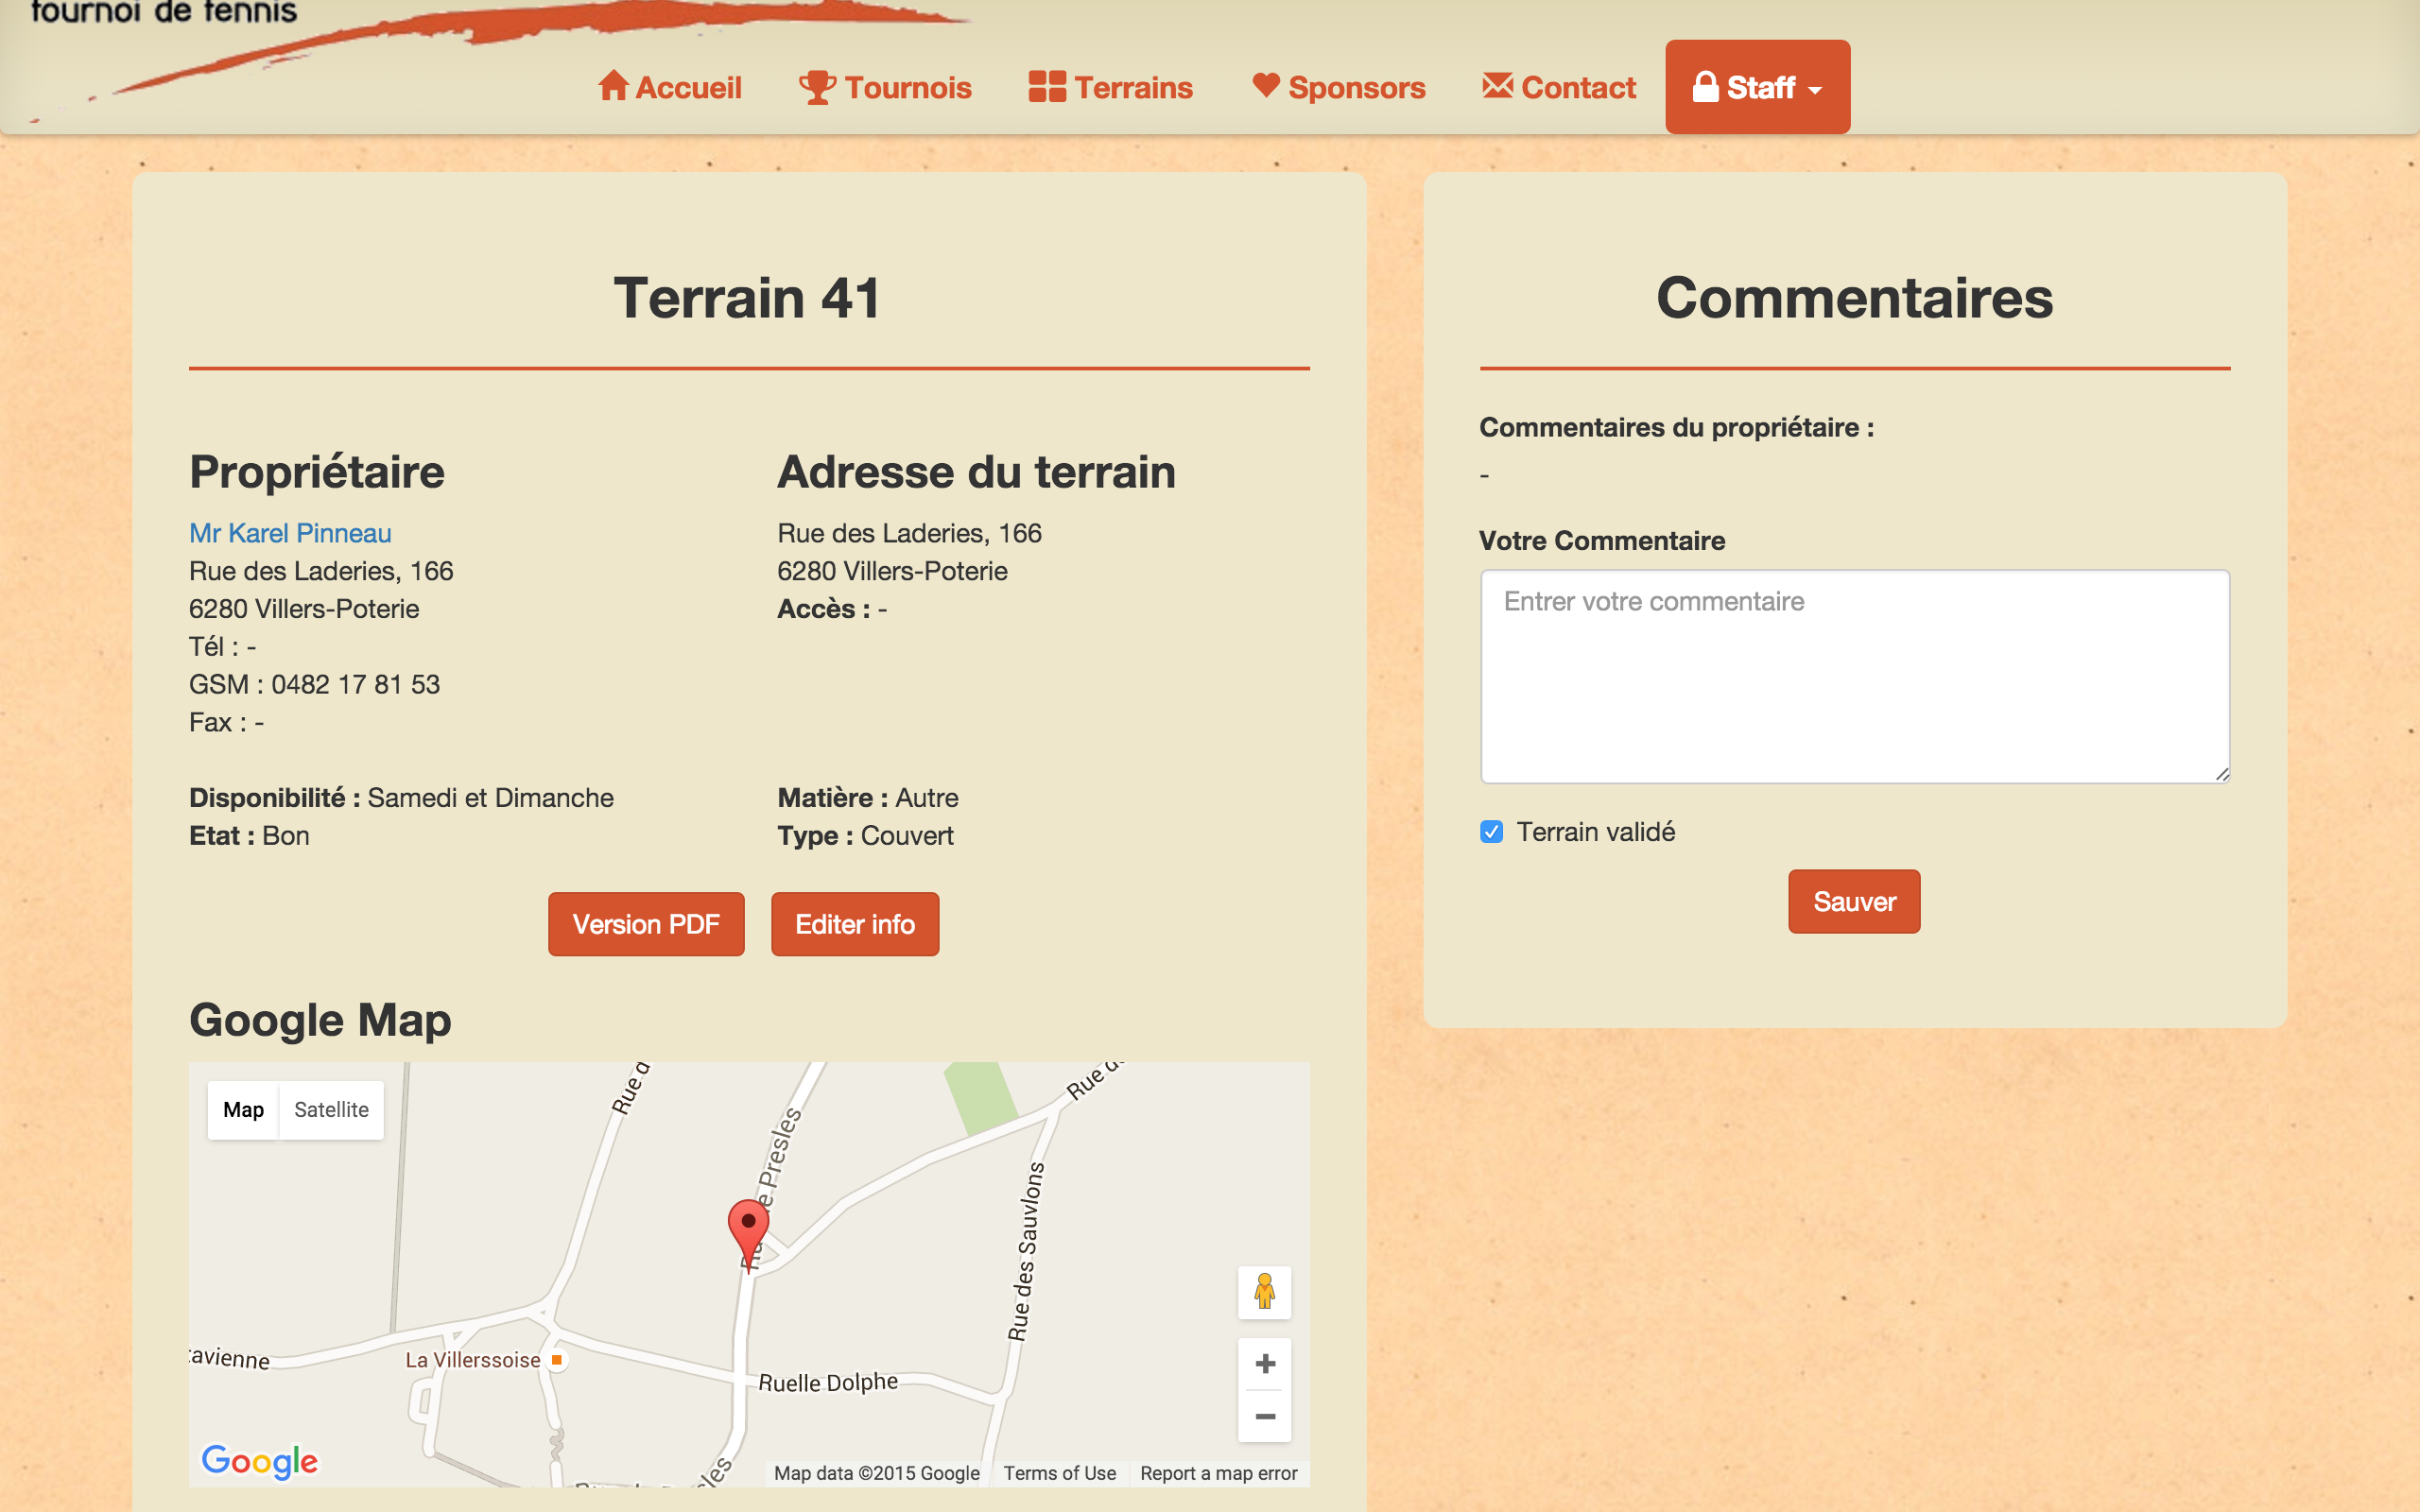 tournoi de tennis
Accueil
Tournois
Terrains
Sponsors
Contact
Staff
Terrain 41
Propriétaire
Mr Karel Pinneau
Rue des Laderies, 166
6280 Villers-Poterie
Tél : -
GSM : 0482 17 81 53
Fax : -
Adresse du terrain
Rue des Laderies, 166
6280 Villers-Poterie
Accès : -
Disponibilité : Samedi et Dimanche
Etat : Bon
Matière : Autre
Type : Couvert
Version PDF
Editer info
Google Map
Map
Satellite
Rue d
Presles
Rue d
Rue des Sauvlons
avienne
La Villerssoise
Ruelle Dolphe
Google
Map data ©2015 Google
Terms of Use
Report a map error
Commentaires
Commentaires du propriétaire :
-
Votre Commentaire
Entrer votre commentaire
Terrain validé
Sauver